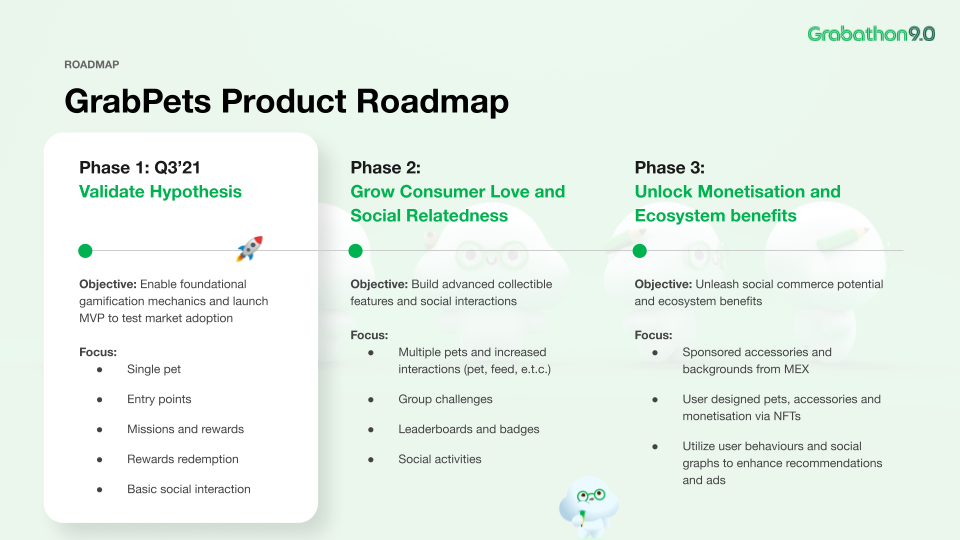 Grabathon9.0
ROADMAP
GrabPets Product Roadmap
Phase 1: Q3’21
Validate Hypothesis
Objective: Enable foundational
gamification mechanics and launch
MVP to test market adoption
Focus:
● Single pet
● Entry points
● Missions and rewards
● Rewards redemption
● Basic social interaction
Phase 2:
Grow Consumer Love and
Social Relatedness
Objective: Build advanced collectible
features and social interactions
Focus:
● Multiple pets and increased
interactions (pet, feed, e.t.c.)
● Group challenges
● Leaderboards and badges
● Social activities
Phase 3:
Unlock Monetisation and
Ecosystem benefits
Objective: Unleash social commerce potential
and ecosystem benefits
Focus:
● Sponsored accessories and
backgrounds from MEX
● User designed pets, accessories and
monetisation via NFTs
● Utilize user behaviours and social
graphs to enhance recommendations
and ads